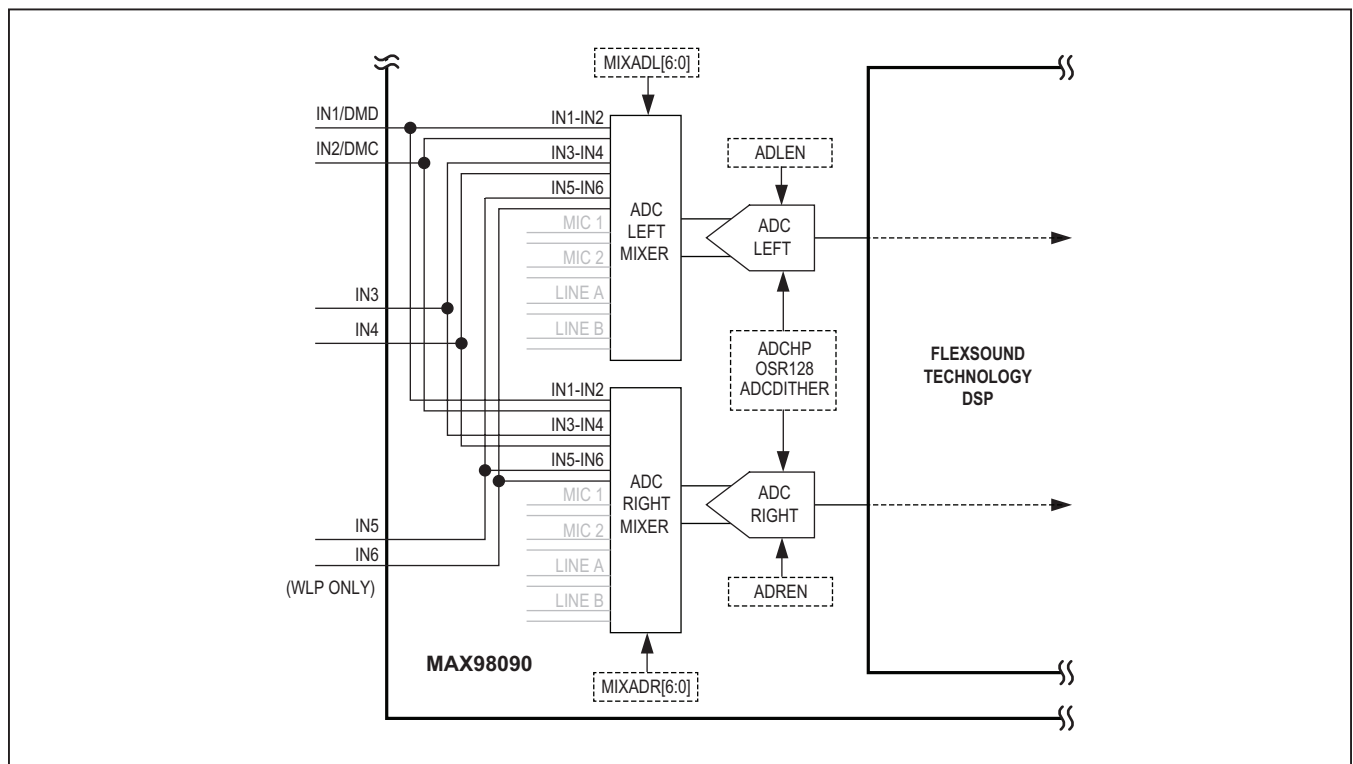 MIXADL[6:0]
IN1/DMD
IN1-IN2
IN2/DMC
IN3-IN4
ADLEN
IN5-IN6
MIC 1
ADC
LEFT
MIXER
ADC
LEFT
MIC 2
LINE A
IN3
LINE B
IN4
ADCHP
OSR128
ADCDITHER
FLEXSOUND
TECHNOLOGY
DSP
IN1-IN2
IN3-IN4
IN5-IN6
ADC
RIGHT
MIXER
ADC
RIGHT
MIC 1
MIC 2
IN5
IN6
(WLP ONLY)
LINE A
ADREN
LINE B
MAX98090
MIXADR[6:0]